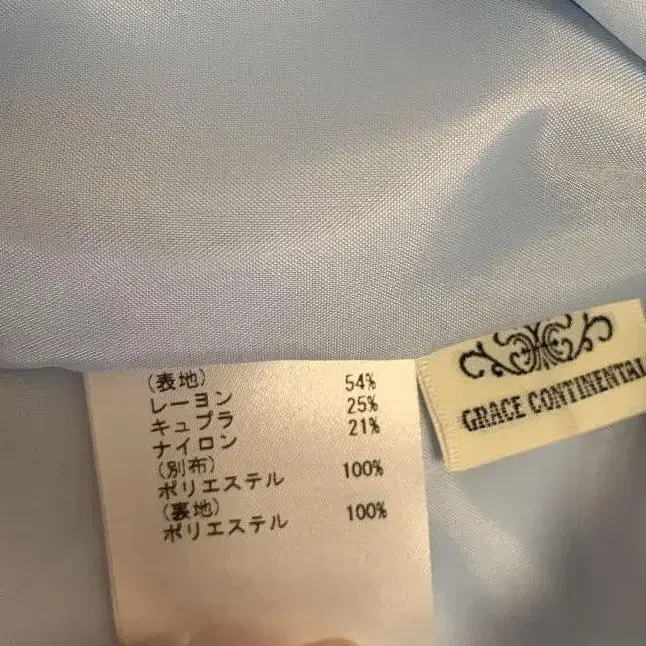 (表地)
レーヨン 54%
キュプラ 25%
ナイロン 21%
(別布)
ポリエステル 100%
(裏地)
ポリエステル 100%
GRACE CONTINENTAL